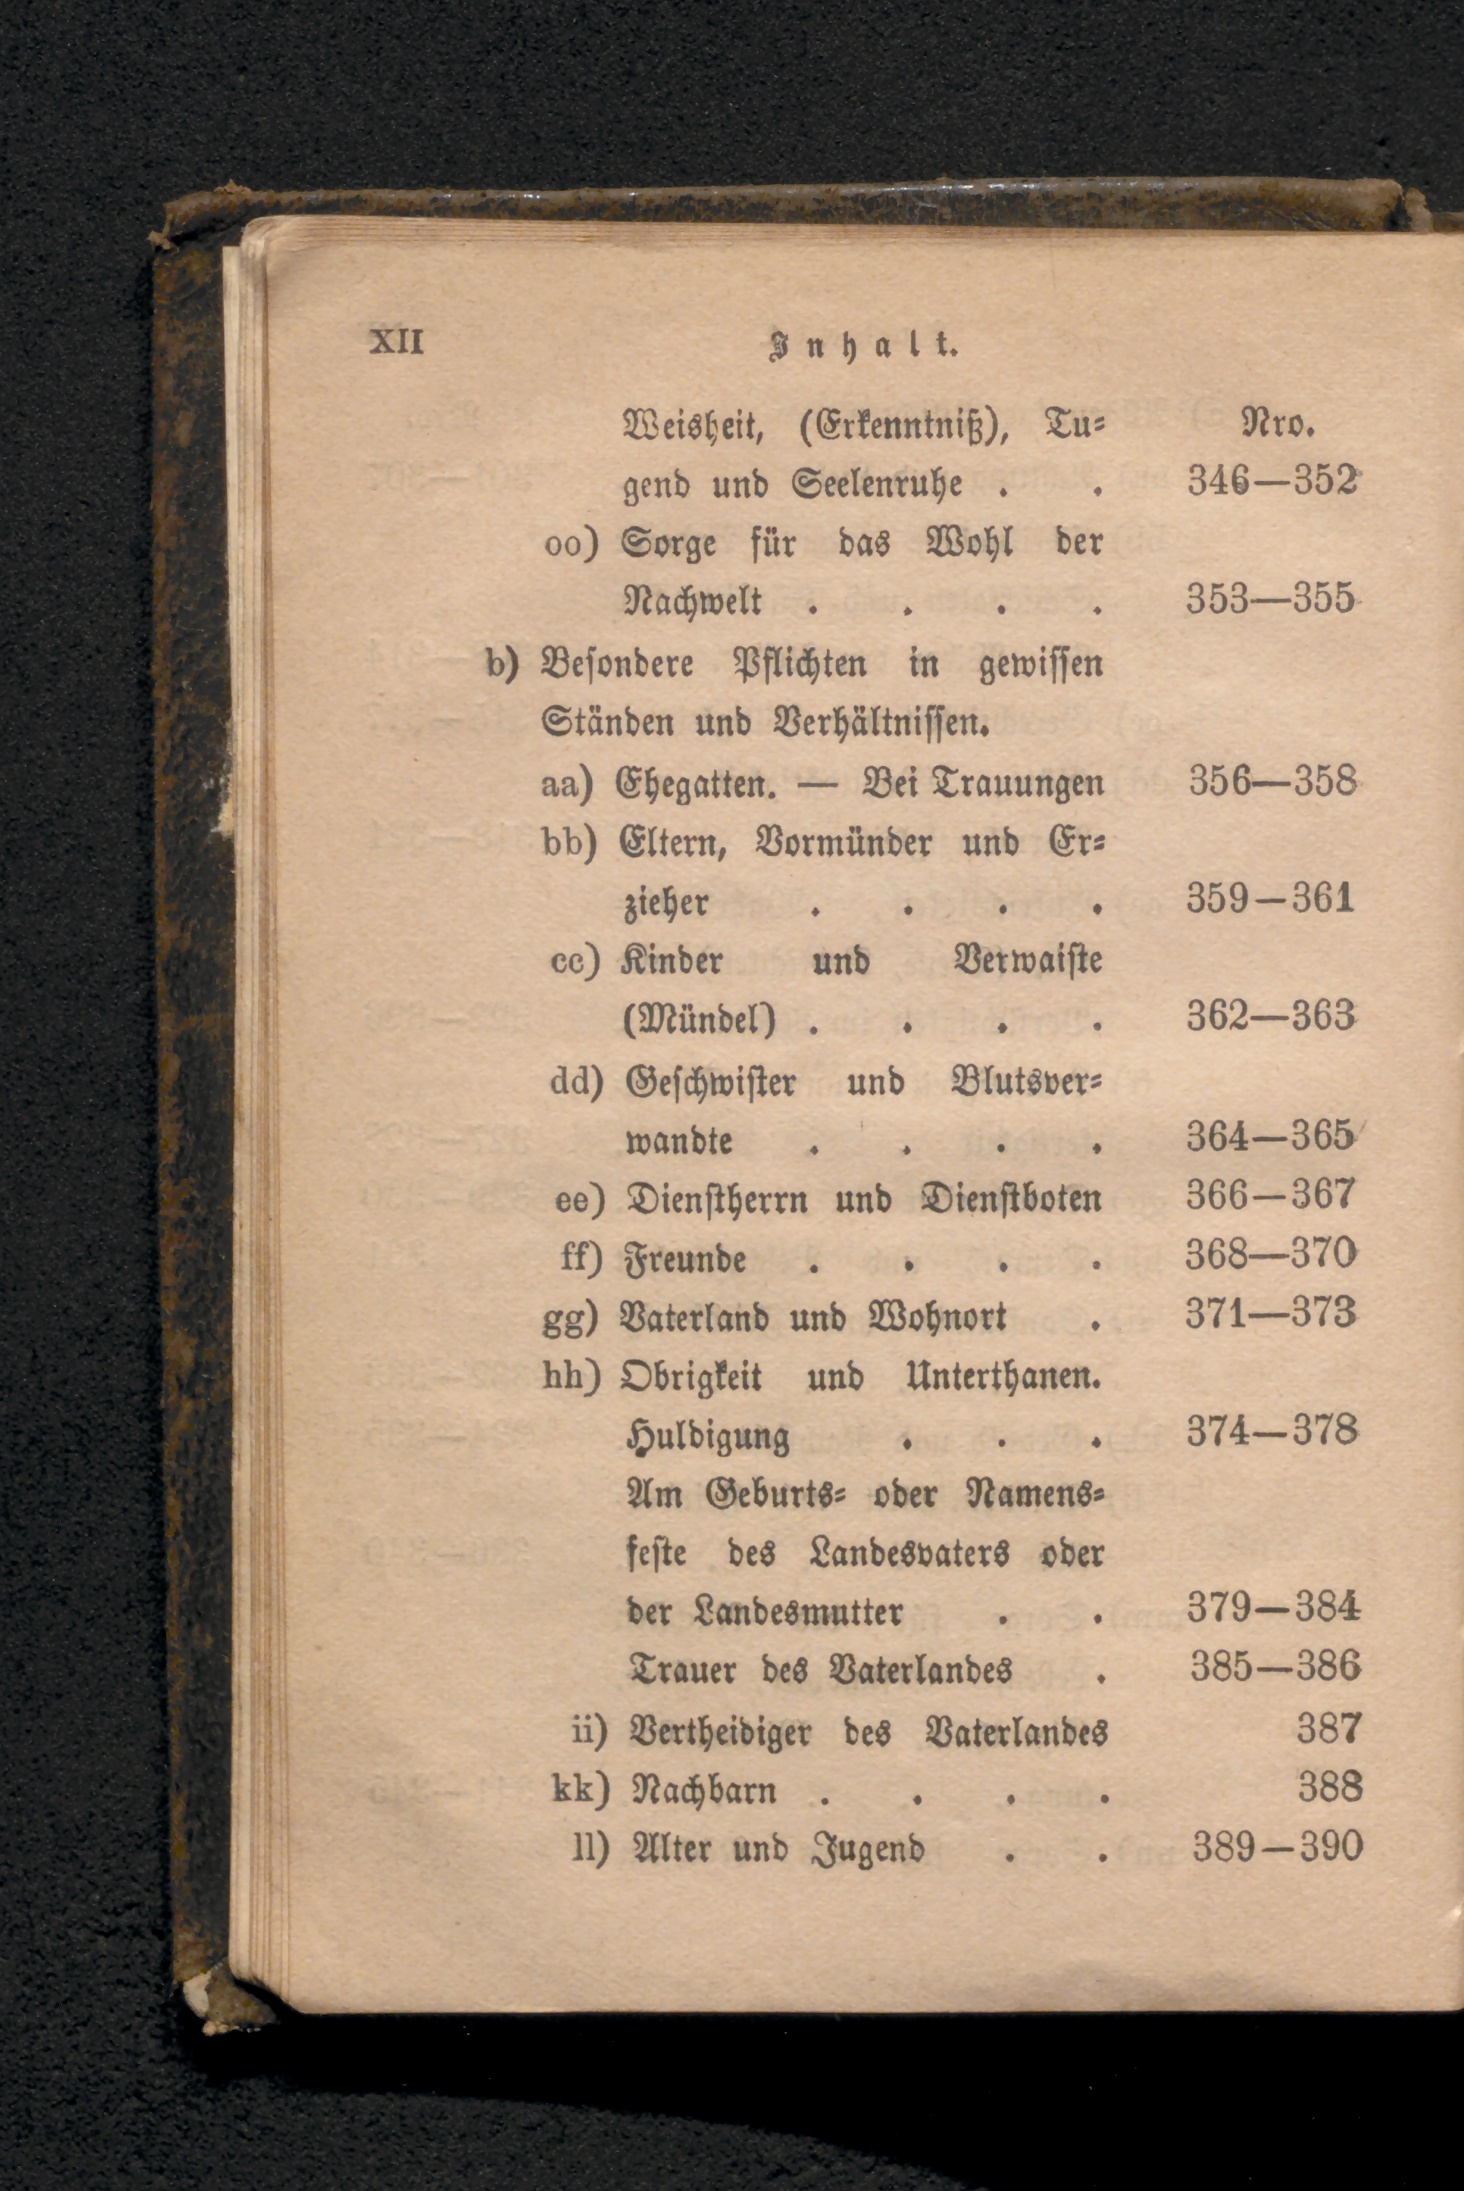 XII Inhalt.
Weisheit, (Erkenntniß), Tu- Nro.
gend und Seelenruhe . . 346—352
oo) Sorge für das Wohl der
Nachwelt . . . . 353—355
b) Beſondere Pflichten in gewiſſen
Ständen und Verhältniſſen.
aa) Ehegatten. — Bei Trauungen 356—358
bb) Eltern, Vormünder und Er-
zieher . . . . 359—361
cc) Kinder und Verwaiſte
(Mündel) . . . . 362—363
dd) Geſchwiſter und Blutsver-
wandte . . . . 364—365
ee) Dienſtherrn und Dienſtboten 366—367
ff) Freunde . . . . 368—370
gg) Vaterland und Wohnort . 371—373
hh) Obrigkeit und Unterthanen.
Huldigung . . . 374—378
Am Geburts- oder Namens-
feſte des Landesvaters oder
der Landesmutter . . 379—384
Trauer des Vaterlandes . 385—386
ii) Vertheidiger des Vaterlandes 387
kk) Nachbarn . . . . 388
ll) Alter und Jugend . . 389—390